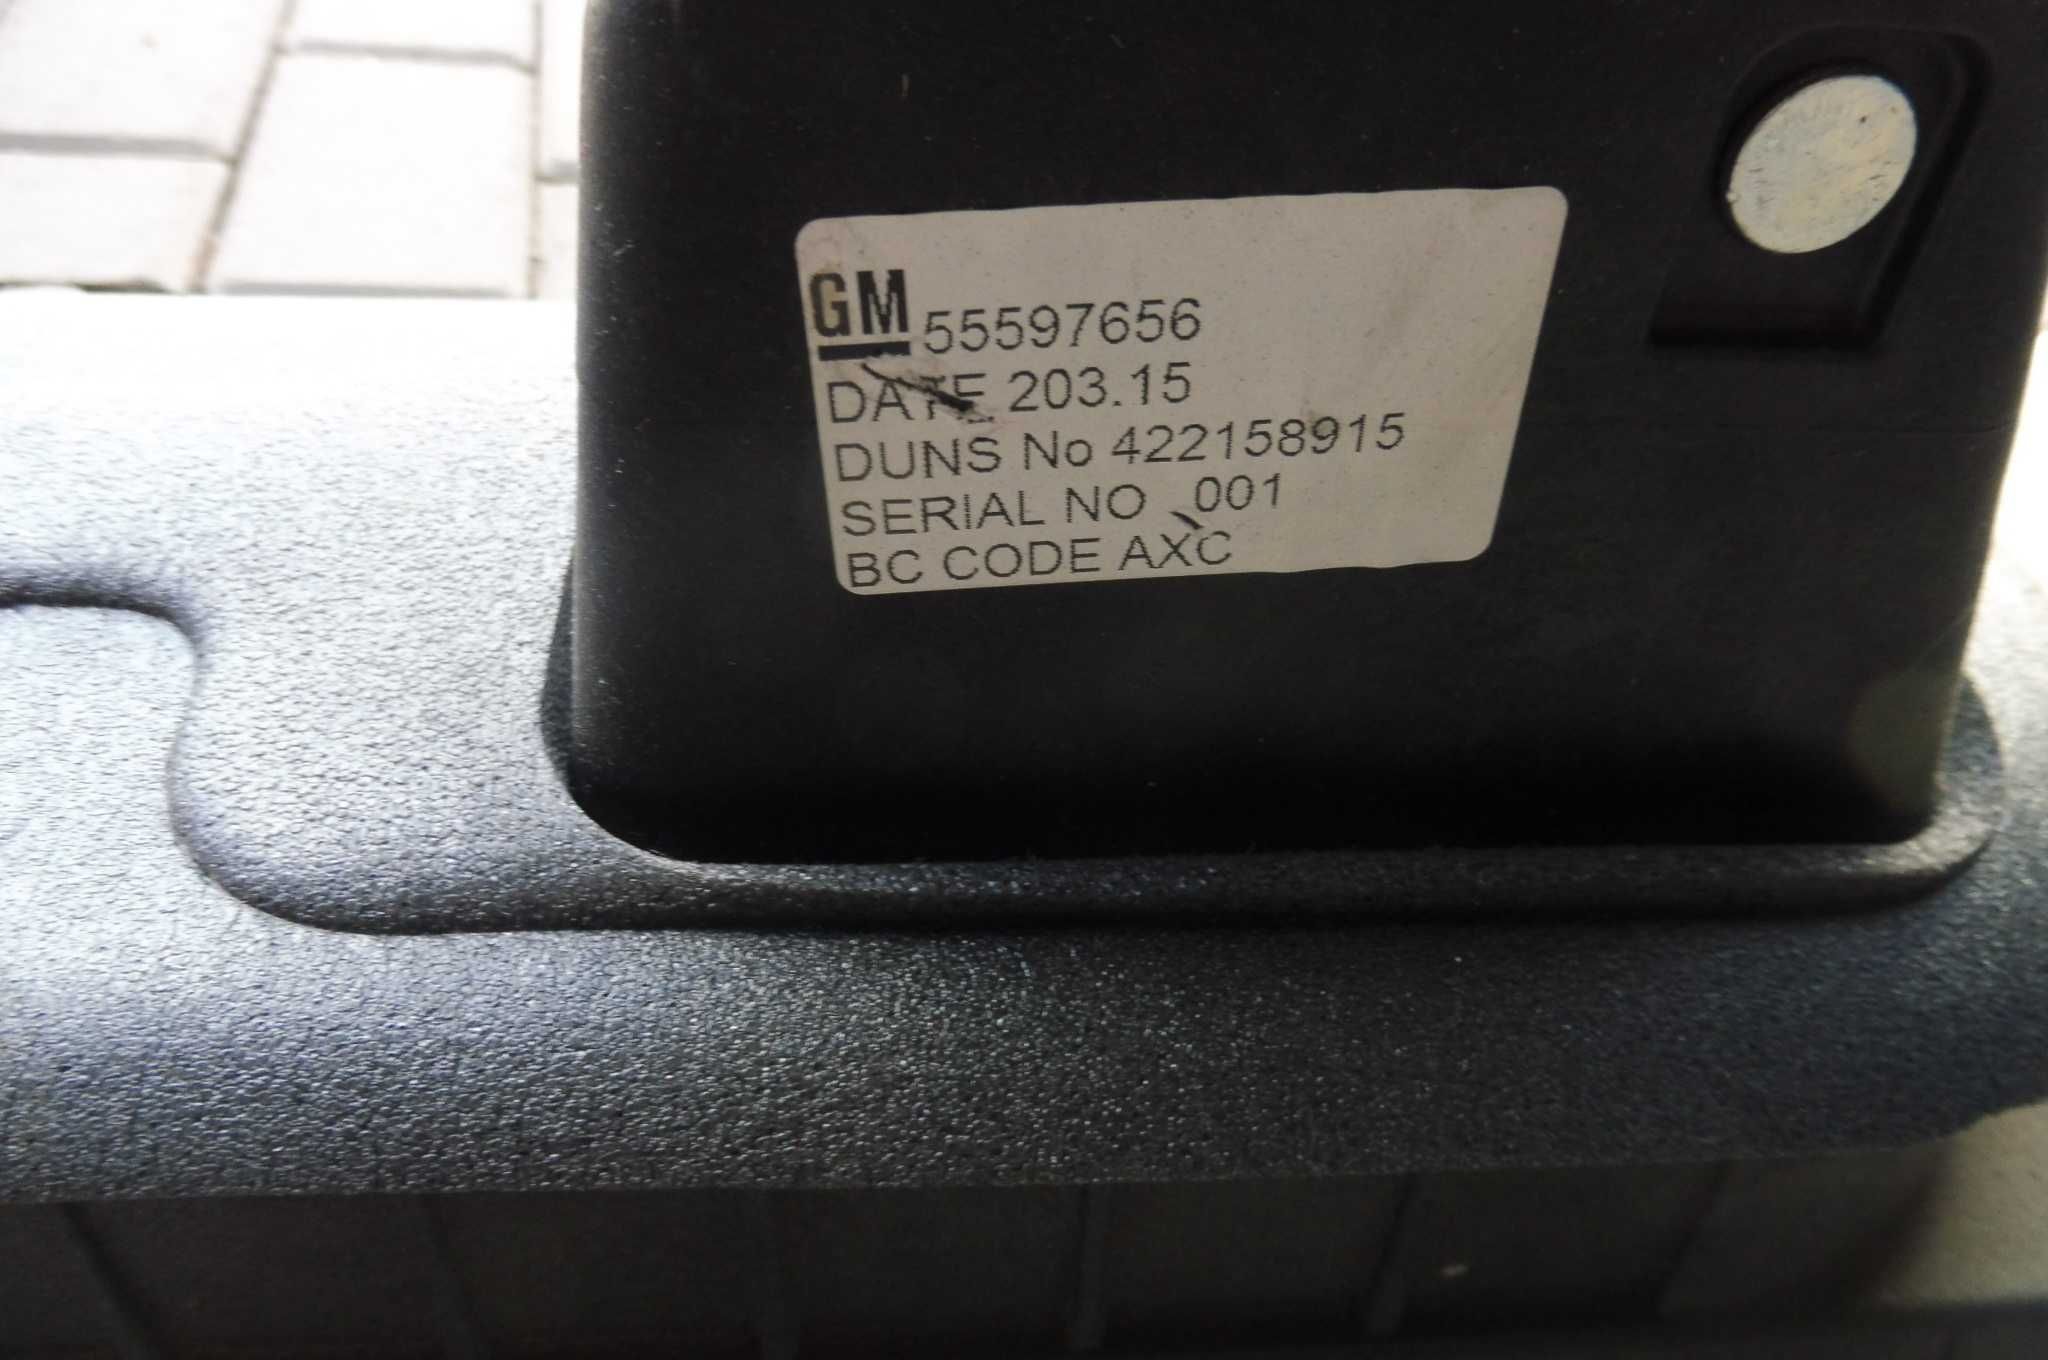 GM 55597656
DATE 203.15
DUNS No 422158915
SERIAL NO 001
BC CODE AXC